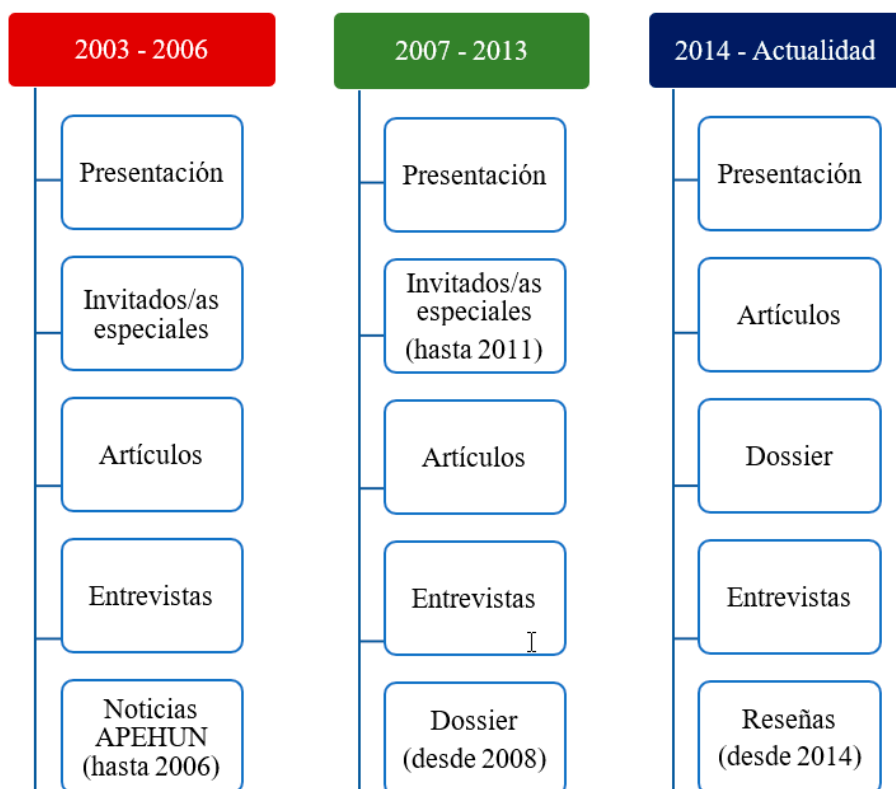 2003 - 2006
Presentación
Invitados/as
especiales
Artículos
Entrevistas
Noticias
APEHUN
(hasta 2006)
2007 - 2013
Presentación
Invitados/as
especiales
(hasta 2011)
Artículos
Entrevistas
Dossier
(desde 2008)
2014 - Actualidad
Presentación
Artículos
Dossier
Entrevistas
Reseñas
(desde 2014)